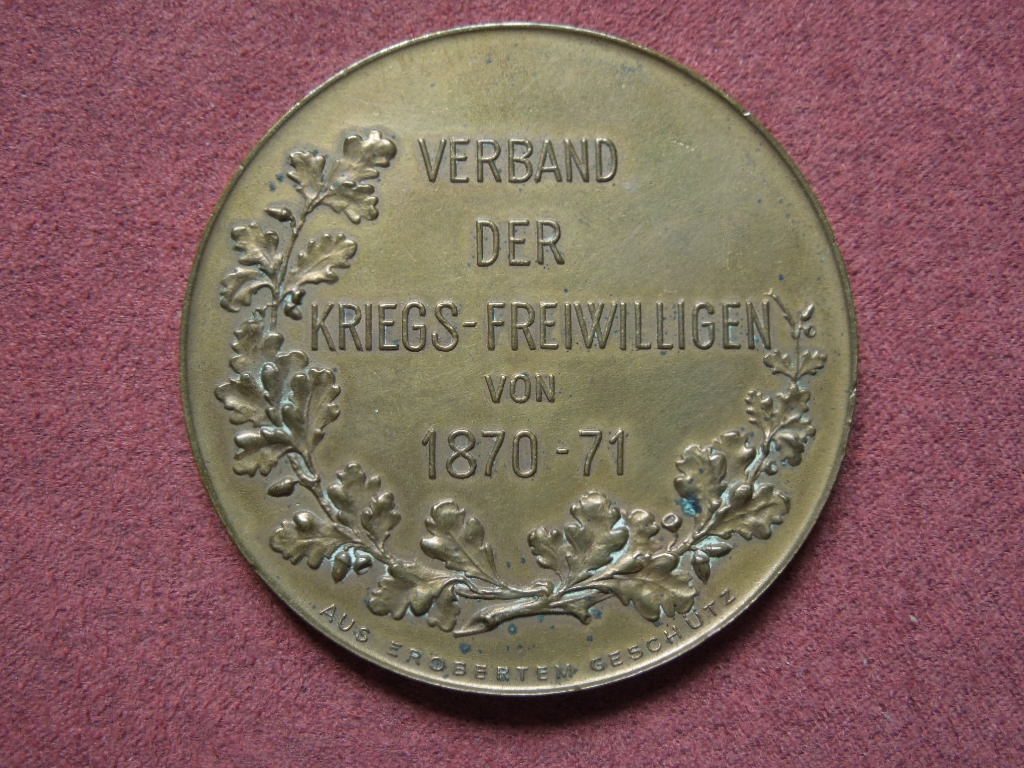 VERBAND
DER
KRIEGS-FREIWILLIGEN
VON
1870-71
AUS EROBERTEM GESCHÜTZ